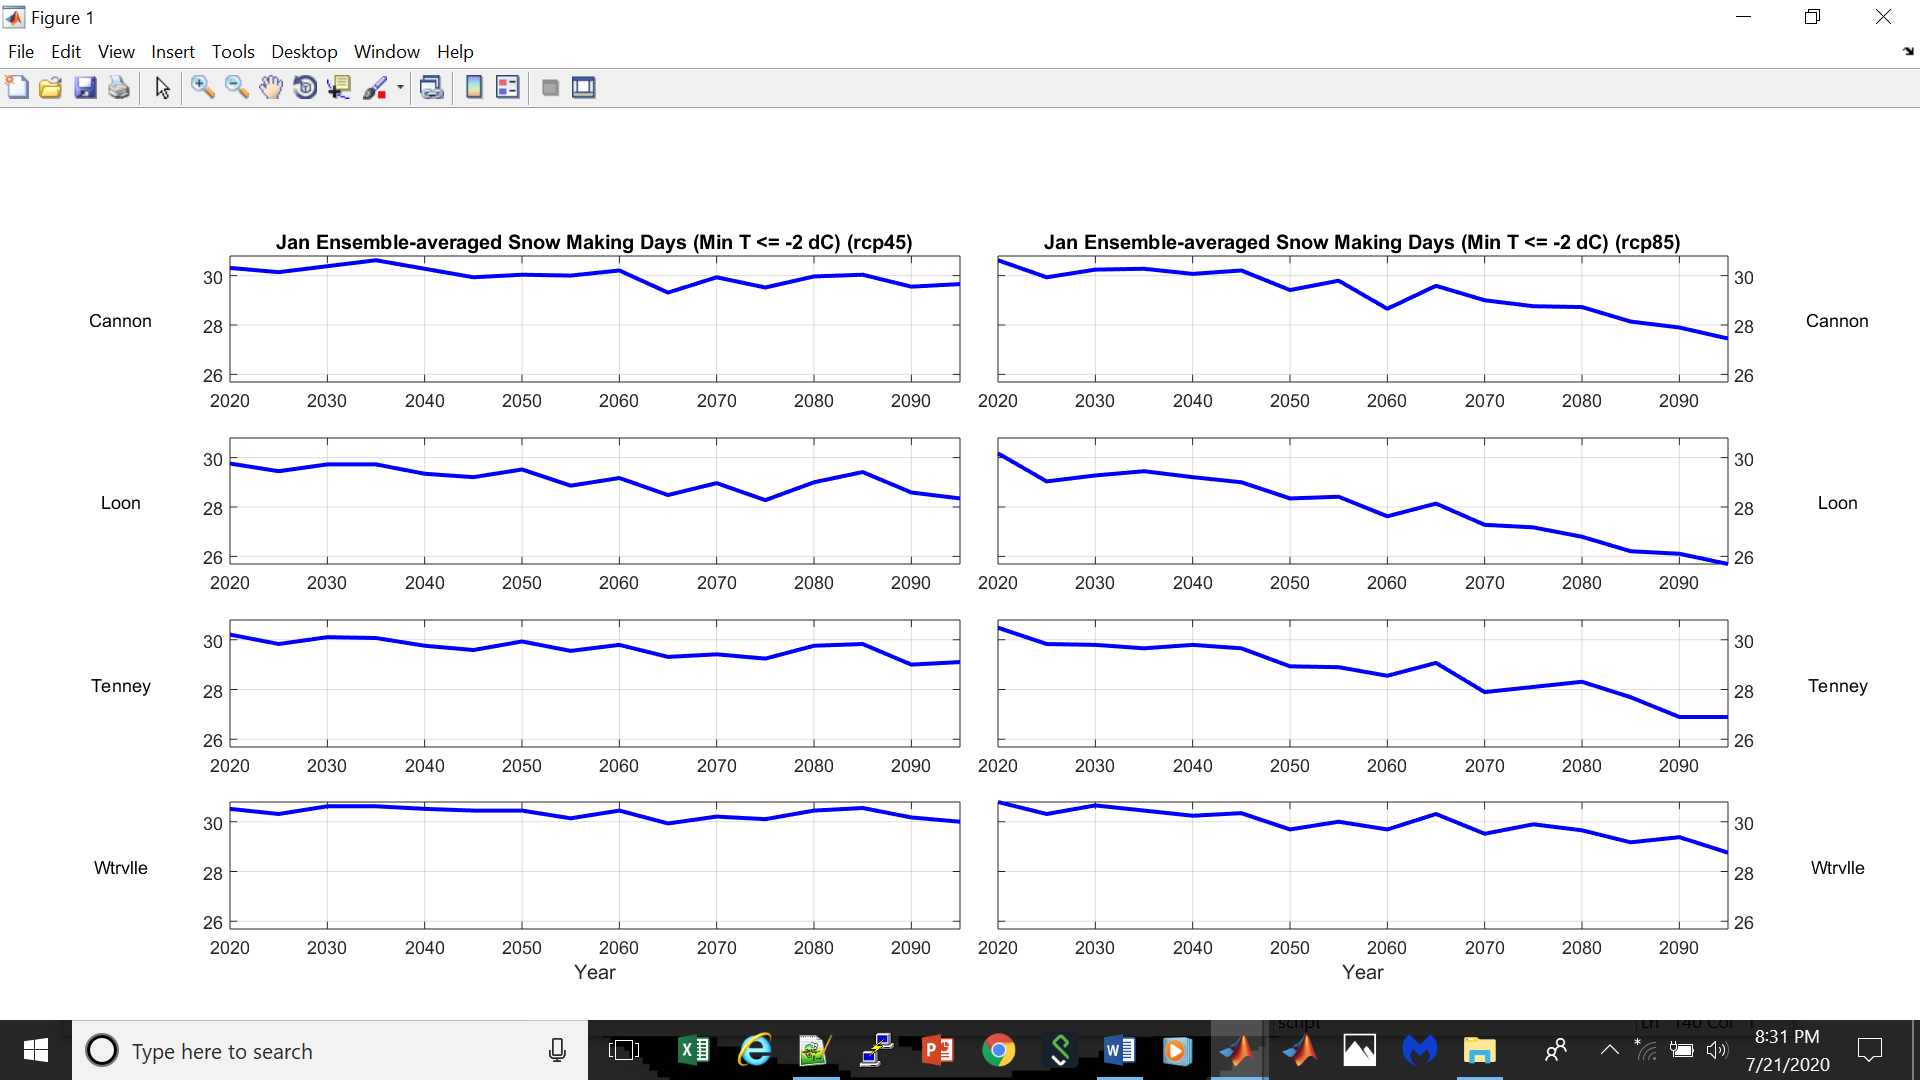 Figure 1
File Edit View Insert Tools Desktop Window Help
Jan Ensemble-averaged Snow Making Days (Min T <= -2 dC) (rcp45)
Jan Ensemble-averaged Snow Making Days (Min T <= -2 dC) (rcp85)
Cannon
30
28
26
2020 2030 2040 2050 2060 2070 2080 2090
30
28
26
2020 2030 2040 2050 2060 2070 2080 2090
Cannon
Loon
30
28
26
2020 2030 2040 2050 2060 2070 2080 2090
30
28
26
2020 2030 2040 2050 2060 2070 2080 2090
Loon
Tenney
30
28
26
2020 2030 2040 2050 2060 2070 2080 2090
30
28
26
2020 2030 2040 2050 2060 2070 2080 2090
Tenney
Wtrvlle
30
28
26
2020 2030 2040 2050 2060 2070 2080 2090
Year
30
28
26
2020 2030 2040 2050 2060 2070 2080 2090
Year
Wtrvlle
script
Type here to search
8:31 PM
7/21/2020